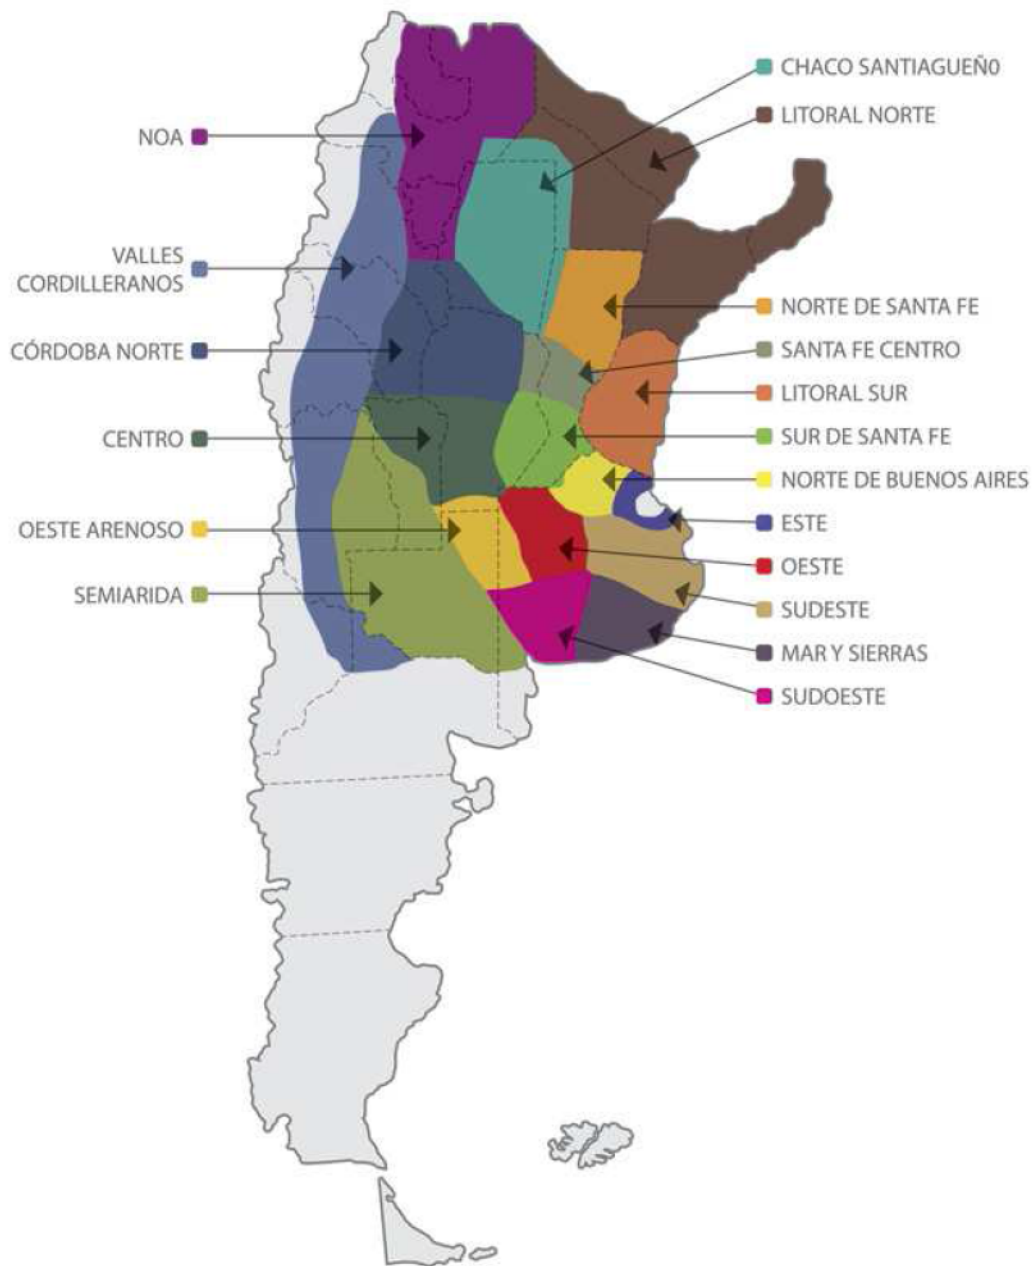 CHACO SANTIAGUEÑ0
LITORAL NORTE
NOA
VALLES
CORDILLERANOS
NORTE DE SANTA FE
CÓRDOBA NORTE
SANTA FE CENTRO
LITORAL SUR
CENTRO
SUR DE SANTA FE
NORTE DE BUENOS AIRES
OESTE ARENOSO
ESTE
OESTE
SEMIARIDA
SUDESTE
MAR Y SIERRAS
SUDOESTE